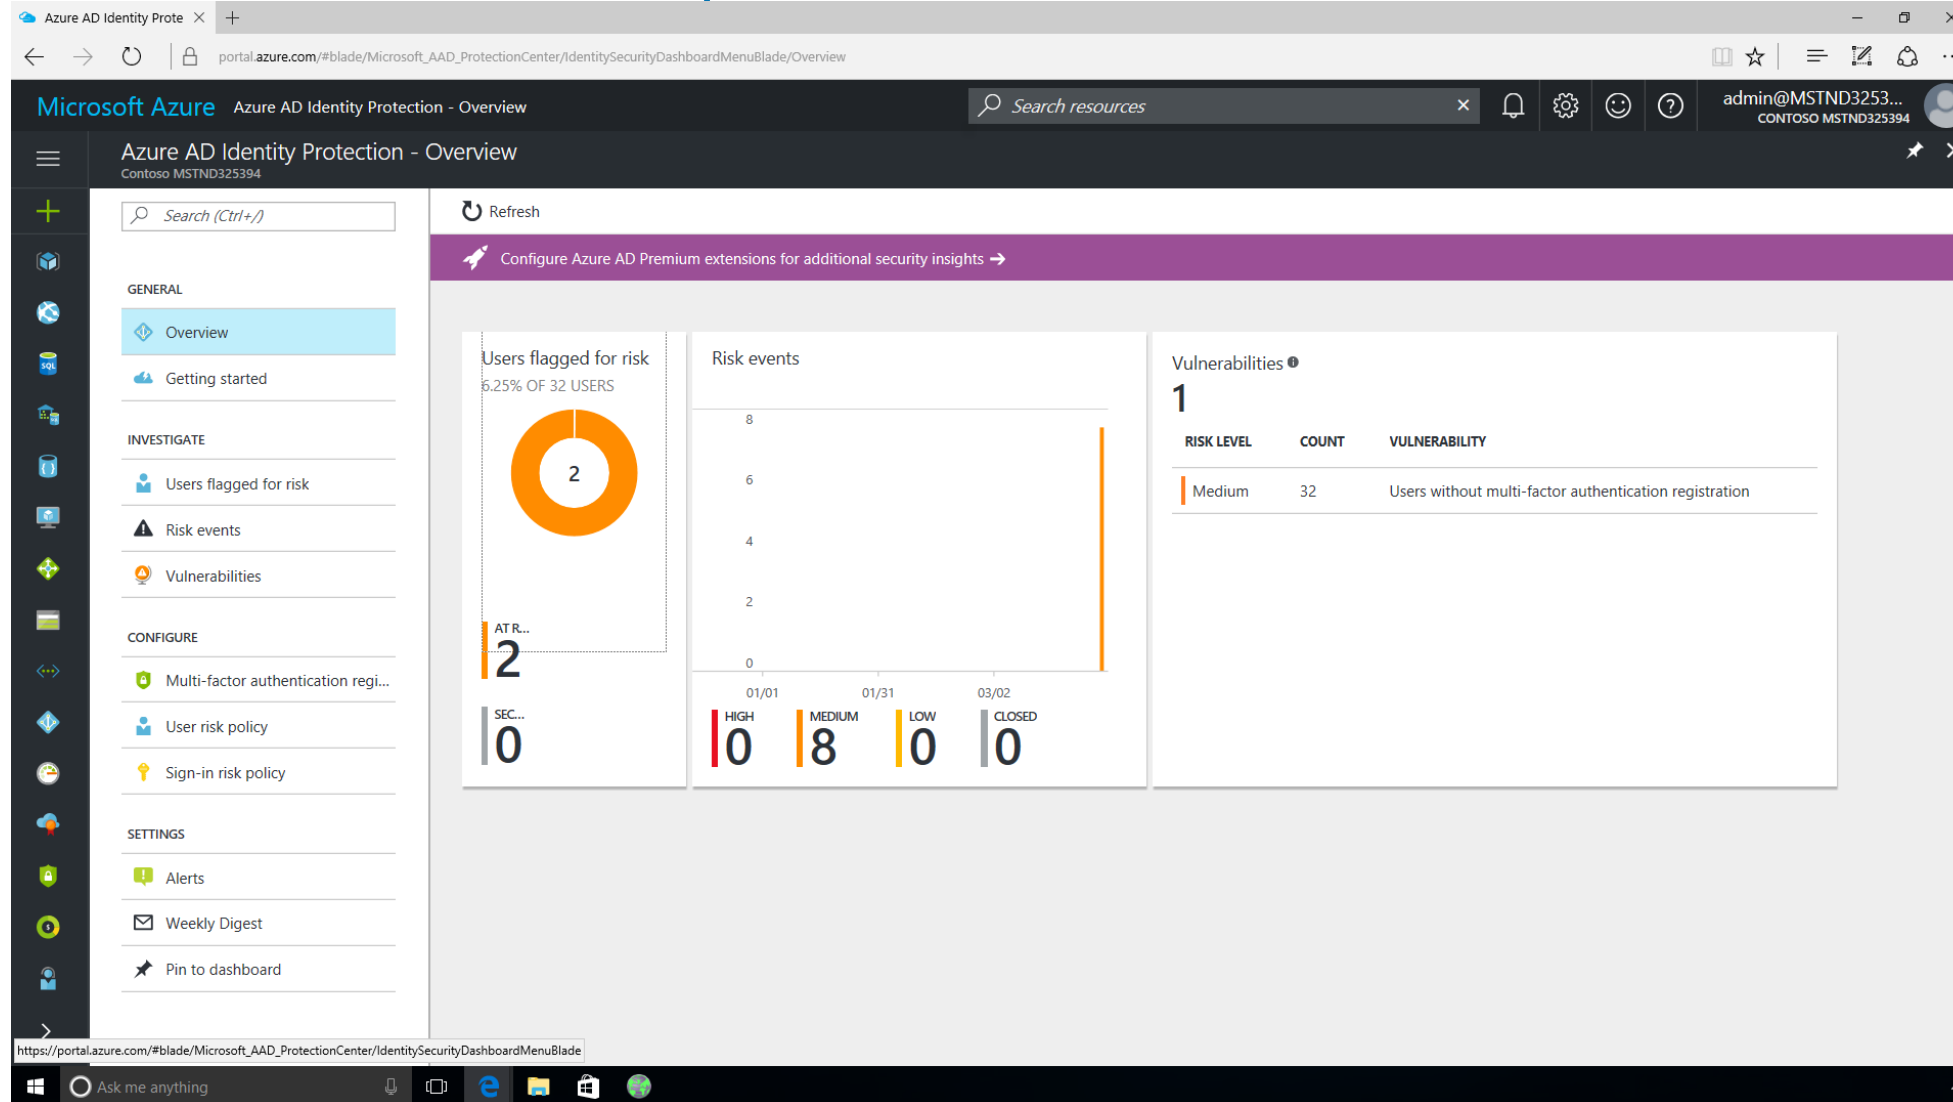 Azure AD Identity Prote
portal.azure.com/#blade/Microsoft_AAD_ProtectionCenter/IdentitySecurityDashboardMenuBlade/Overview
Microsoft Azure Azure AD Identity Protection - Overview
Search resources
admin@MSTND3253...
CONTOSO MSTND325394
Azure AD Identity Protection - Overview
Contoso MSTND325394
Search (Ctrl+/)
GENERAL
Overview
Getting started
INVESTIGATE
Users flagged for risk
Risk events
Vulnerabilities
CONFIGURE
Multi-factor authentication regi...
User risk policy
Sign-in risk policy
SETTINGS
Alerts
Weekly Digest
Pin to dashboard
Refresh
Configure Azure AD Premium extensions for additional security insights →
Users flagged for risk
6.25% OF 32 USERS
2
AT R...
2
SEC...
0
Risk events
8
6
4
2
0
01/01 01/31 03/02
HIGH MEDIUM LOW CLOSED
0 8 0 0
Vulnerabilities
1
RISK LEVEL COUNT VULNERABILITY
Medium 32 Users without multi-factor authentication registration
https://portal.azure.com/#blade/Microsoft_AAD_ProtectionCenter/IdentitySecurityDashboardMenuBlade
Ask me anything